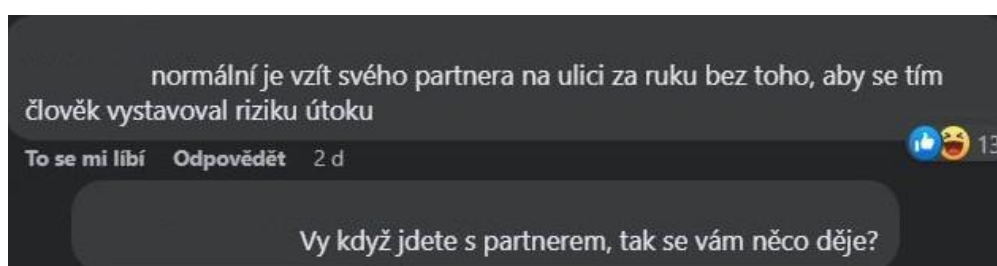 normální je vzít svého partnera na ulici za ruku bez toho, aby se tím
člověk vystavoval riziku útoku
13
To se mi líbí Odpovědět 2 d
Vy když jdete s partnerem, tak se vám něco děje?